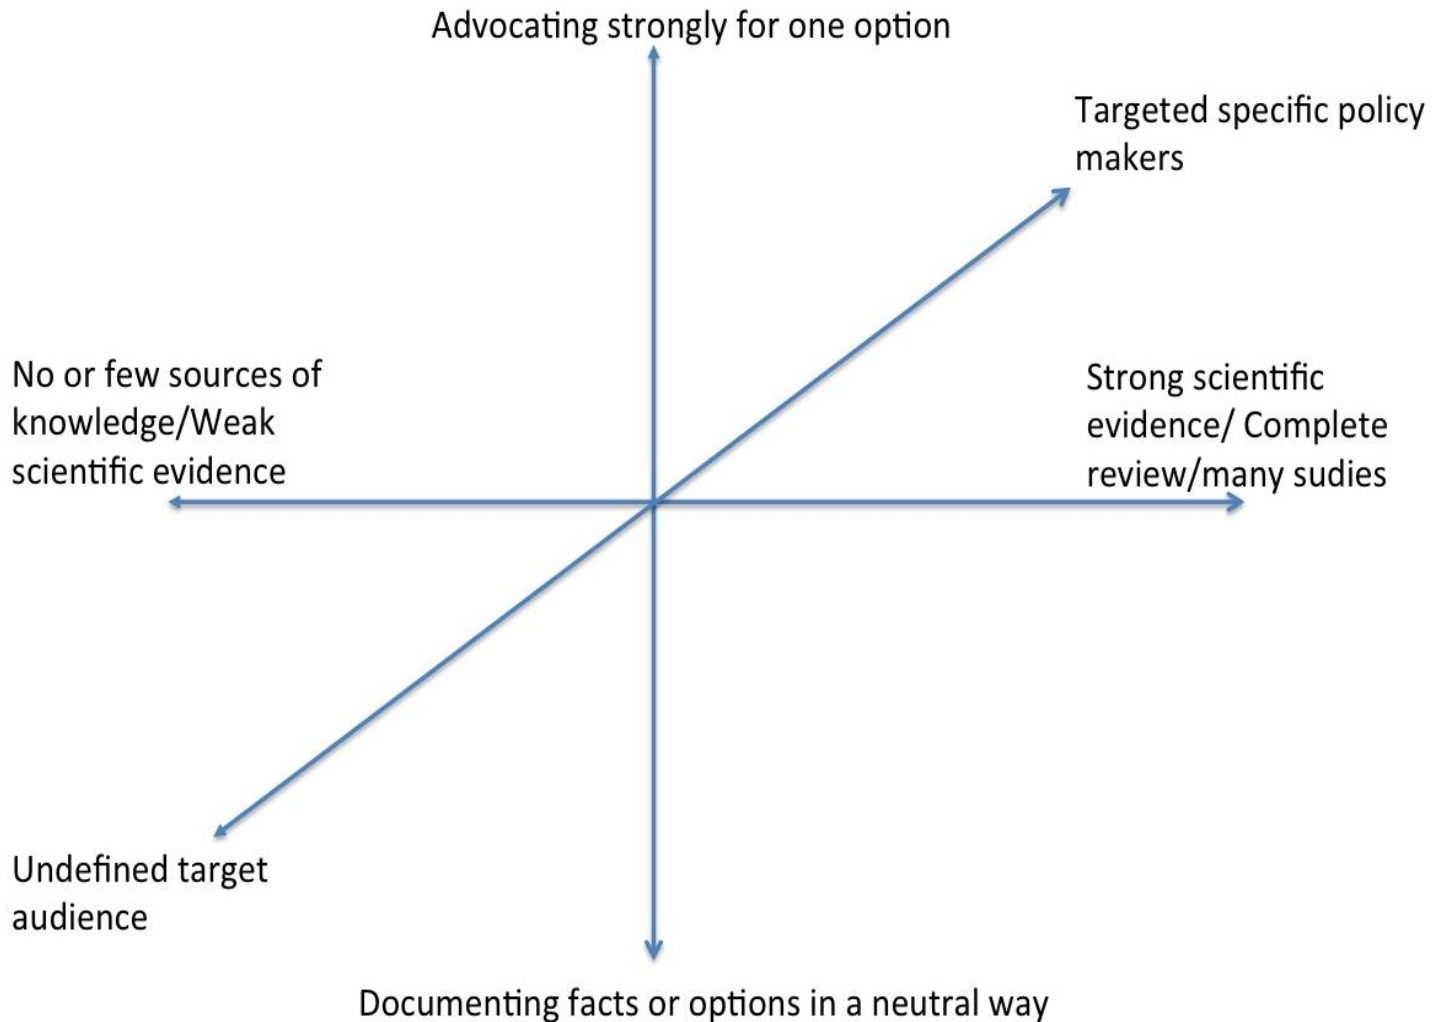 Advocating strongly for one option
Targeted specific policy
makers
No or few sources of
knowledge/Weak
scientific evidence
Strong scientific
evidence/ Complete
review/many sudies
Undefined target
audience
Documenting facts or options in a neutral way